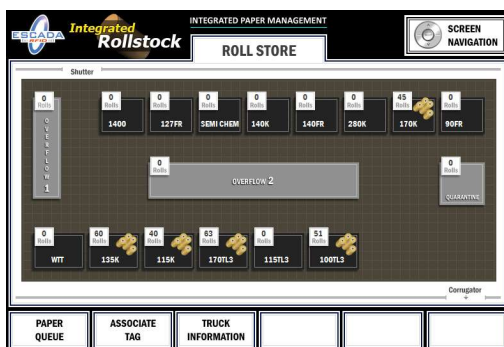 ESCADA
RFID
Integrated
Rollstock
INTEGRATED PAPER MANAGEMENT
ROLL STORE
SCREEN
NAVIGATION
Shutter
0
Rolls
OVERFLOW
1
0
Rolls
1400
0
Rolls
127FR
0
Rolls
SEMI CHEM
0
Rolls
140K
0
Rolls
140FR
0
Rolls
280K
45
Rolls
170K
0
Rolls
90FR
0
Rolls
OVERFLOW 2
0
Rolls
QUARANTINE
0
Rolls
WTT
60
Rolls
135K
40
Rolls
115K
63
Rolls
170TL3
0
Rolls
115TL3
51
Rolls
100TL3
Corrugator
PAPER
QUEUE
ASSOCIATE
TAG
TRUCK
INFORMATION